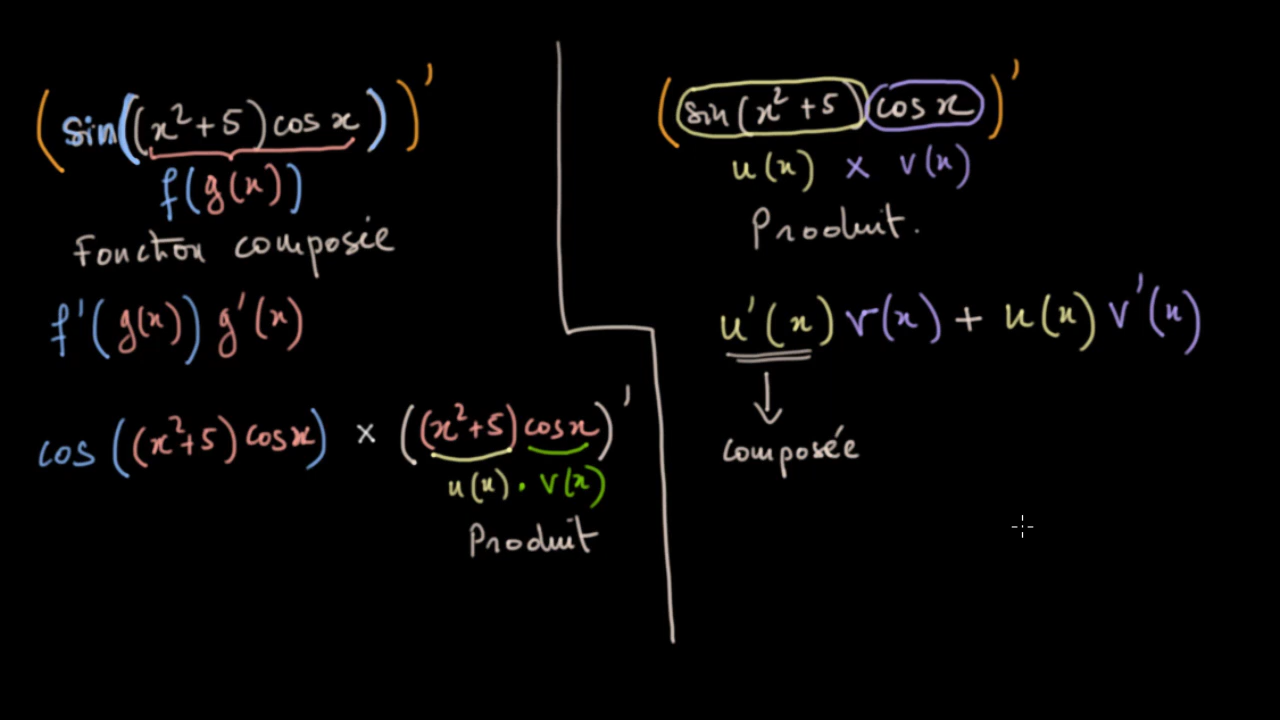 (sin((x²+5)cos x))'
f(g(x))
Fonction composée
f'(g(x)) g'(x)
cos((x²+5)cos x) × ((x²+5)cos x)'
u(x) · v(x)
Produit
(sin(x²+5)cos x)'
u(x) × v(x)
Produit.
u'(x) v(x) + u(x) v'(x)
↓
composée